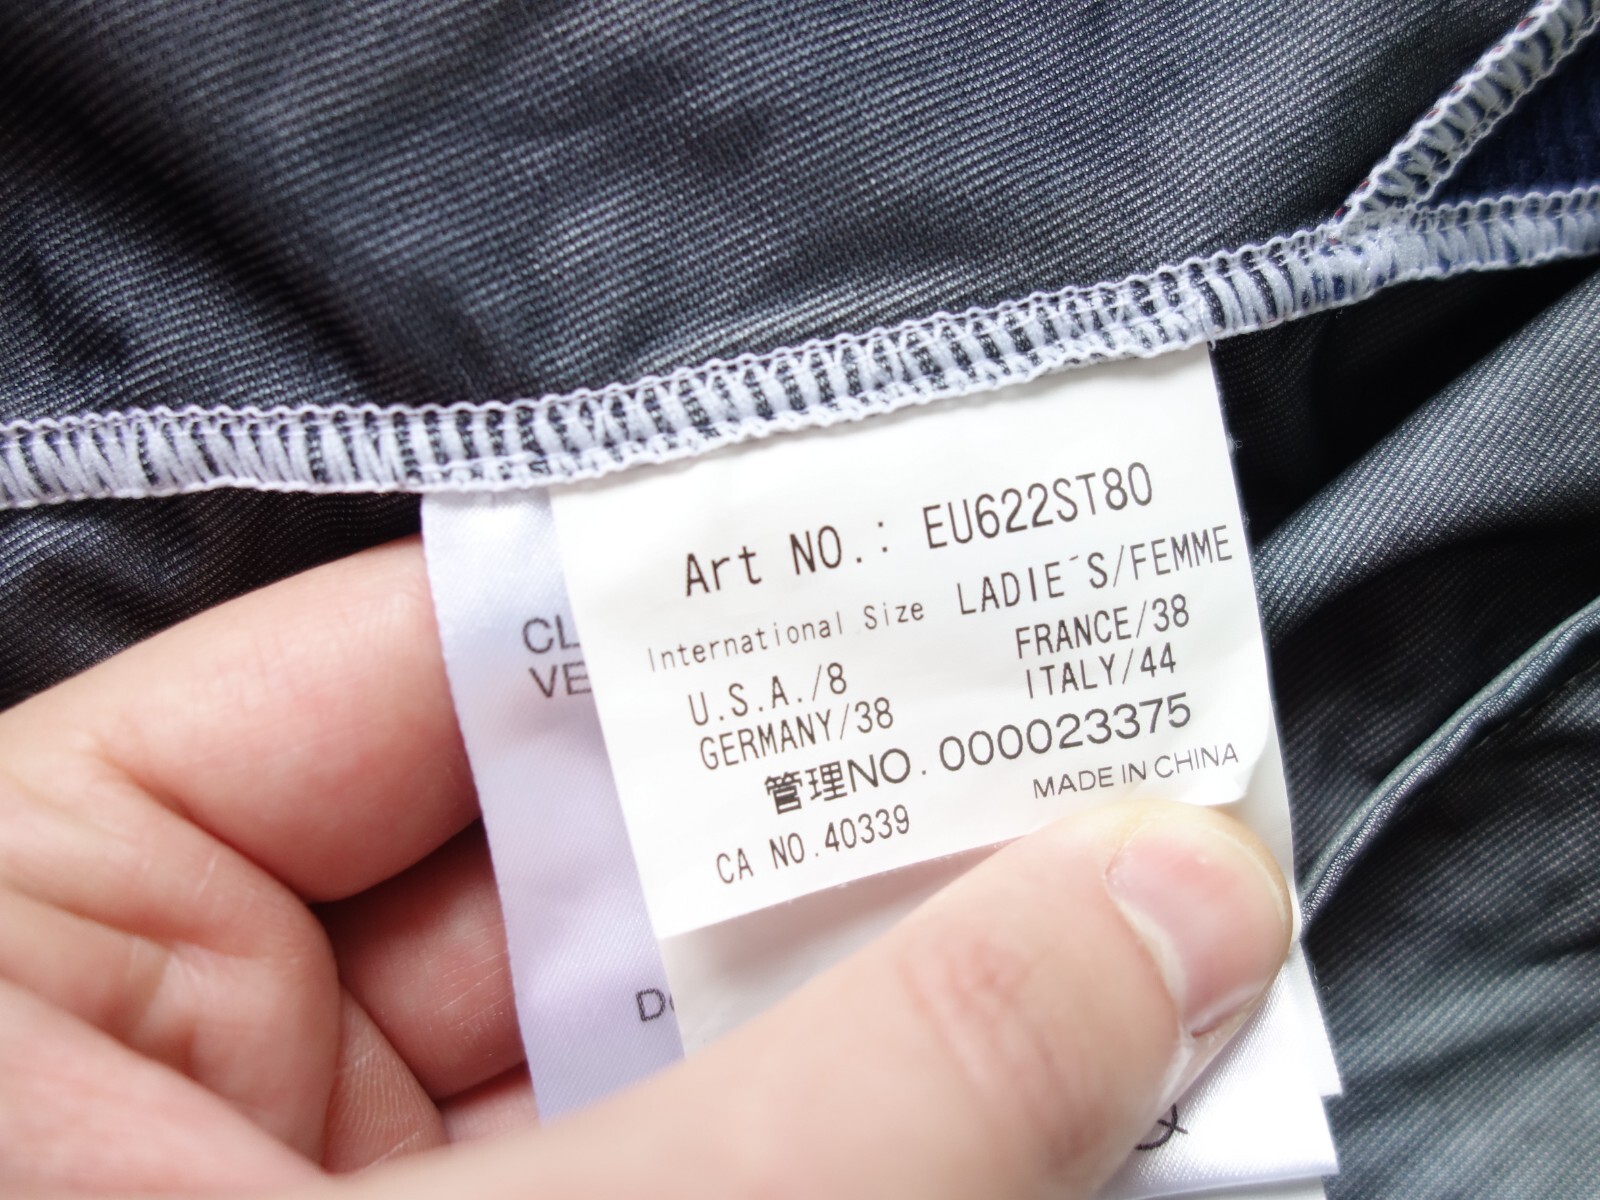 Art NO.: EU622ST80
International Size LADIE´S/FEMME
U.S.A./8 FRANCE/38
GERMANY/38 ITALY/44
管理NO.000023375
CA NO.40339 MADE IN CHINA
CL
VE